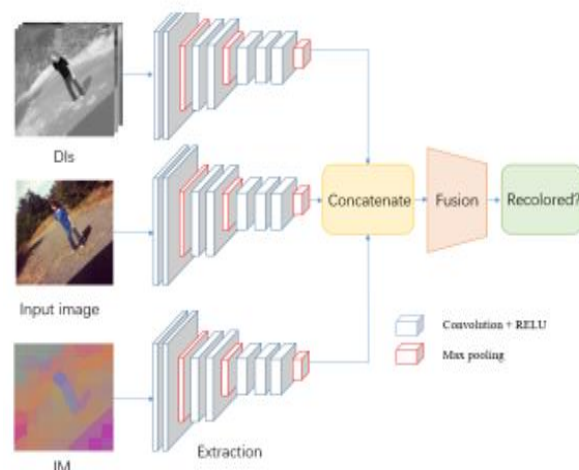 DIs
Concatenate
Fusion
Recolored?
Input image
Convolution + RELU
Max pooling
Extraction
IM